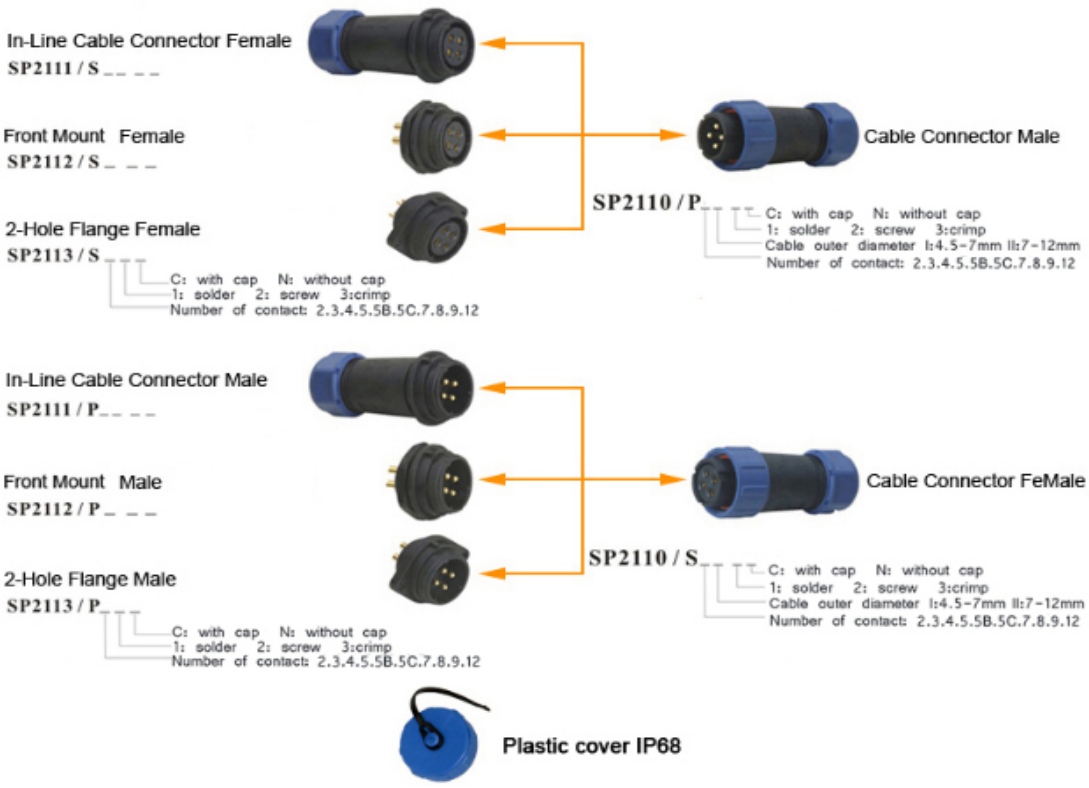 In-Line Cable Connector Female
SP2111 / S _ _ _ _
Front Mount Female
SP2112 / S _ _ _
2-Hole Flange Female
SP2113 / S _ _ _
C: with cap N: without cap
1: solder 2: screw 3:crimp
Number of contact: 2.3.4.5.5B.5C.7.8.9.12
Cable Connector Male
SP2110 / P_ _ _ _
C: with cap N: without cap
1: solder 2: screw 3:crimp
Cable outer diameter I:4.5-7mm II:7-12mm
Number of contact: 2.3.4.5.5B.5C.7.8.9.12
In-Line Cable Connector Male
SP2111 / P_ _ _ _
Front Mount Male
SP2112 / P_ _ _
2-Hole Flange Male
SP2113 / P_ _ _
C: with cap N: without cap
1: solder 2: screw 3:crimp
Number of contact: 2.3.4.5.5B.5C.7.8.9.12
Cable Connector FeMale
SP2110 / S_ _ _ _
C: with cap N: without cap
1: solder 2: screw 3:crimp
Cable outer diameter I:4.5-7mm II:7-12mm
Number of contact: 2.3.4.5.5B.5C.7.8.9.12
Plastic cover IP68